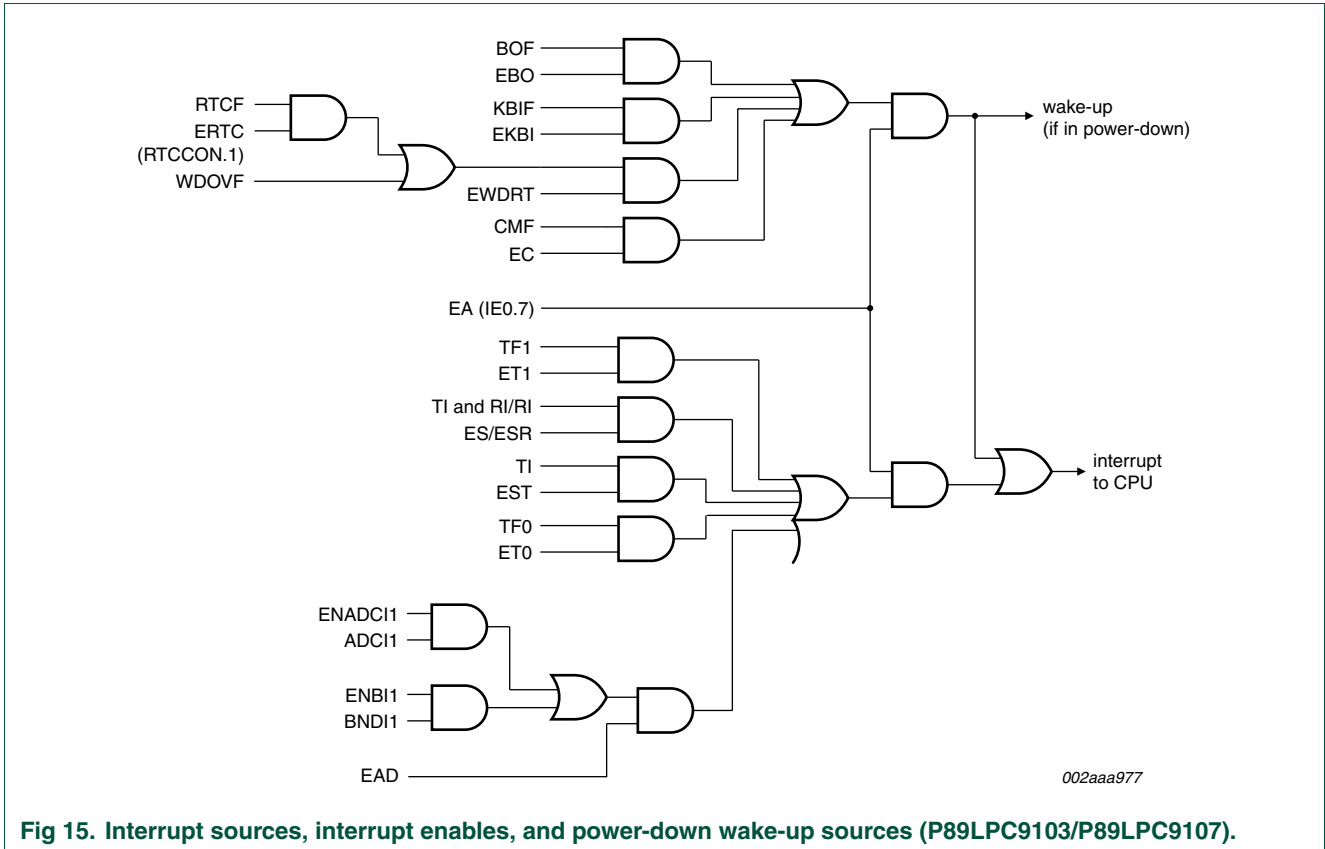 BOF
EBO
RTCF
ERTC
(RTCCON.1)
WDOVF
KBIF
EKBI
EWDRT
CMF
EC
wake-up
(if in power-down)
EA (IE0.7)
TF1
ET1
TI and RI/RI
ES/ESR
TI
EST
TF0
ET0
interrupt
to CPU
ENADCI1
ADCI1
ENBI1
BNDI1
EAD
002aaa977
Fig 15. Interrupt sources, interrupt enables, and power-down wake-up sources (P89LPC9103/P89LPC9107).